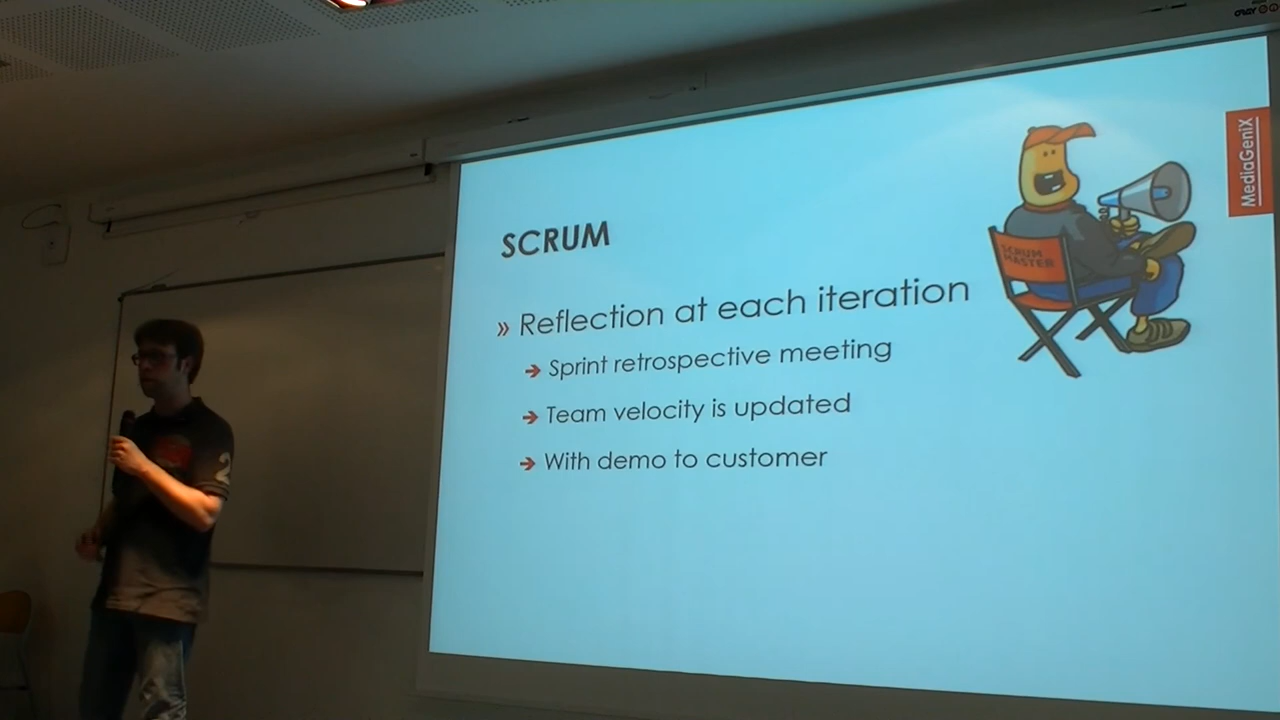 MediaGeniX
SCRUM
SCRUM
MASTER
» Reflection at each iteration
➔ Sprint retrospective meeting
➔ Team velocity is updated
➔ With demo to customer
2